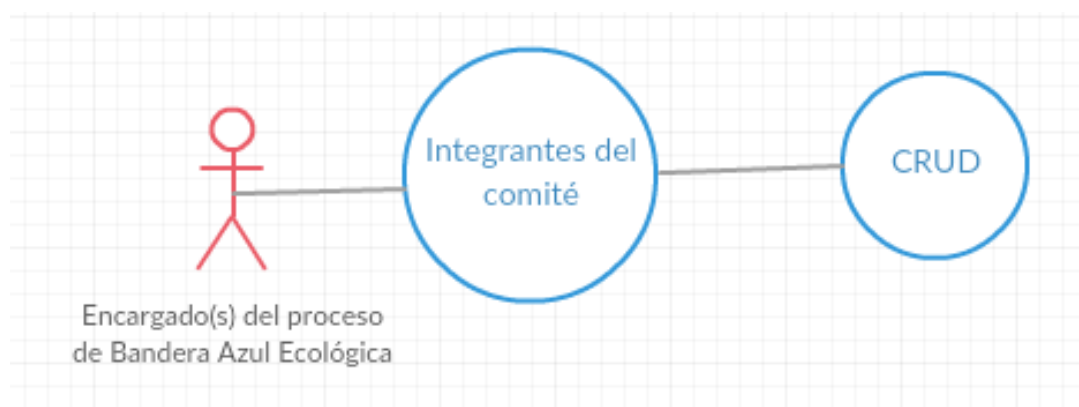 Integrantes del
comité
CRUD
Encargado(s) del proceso
de Bandera Azul Ecológica